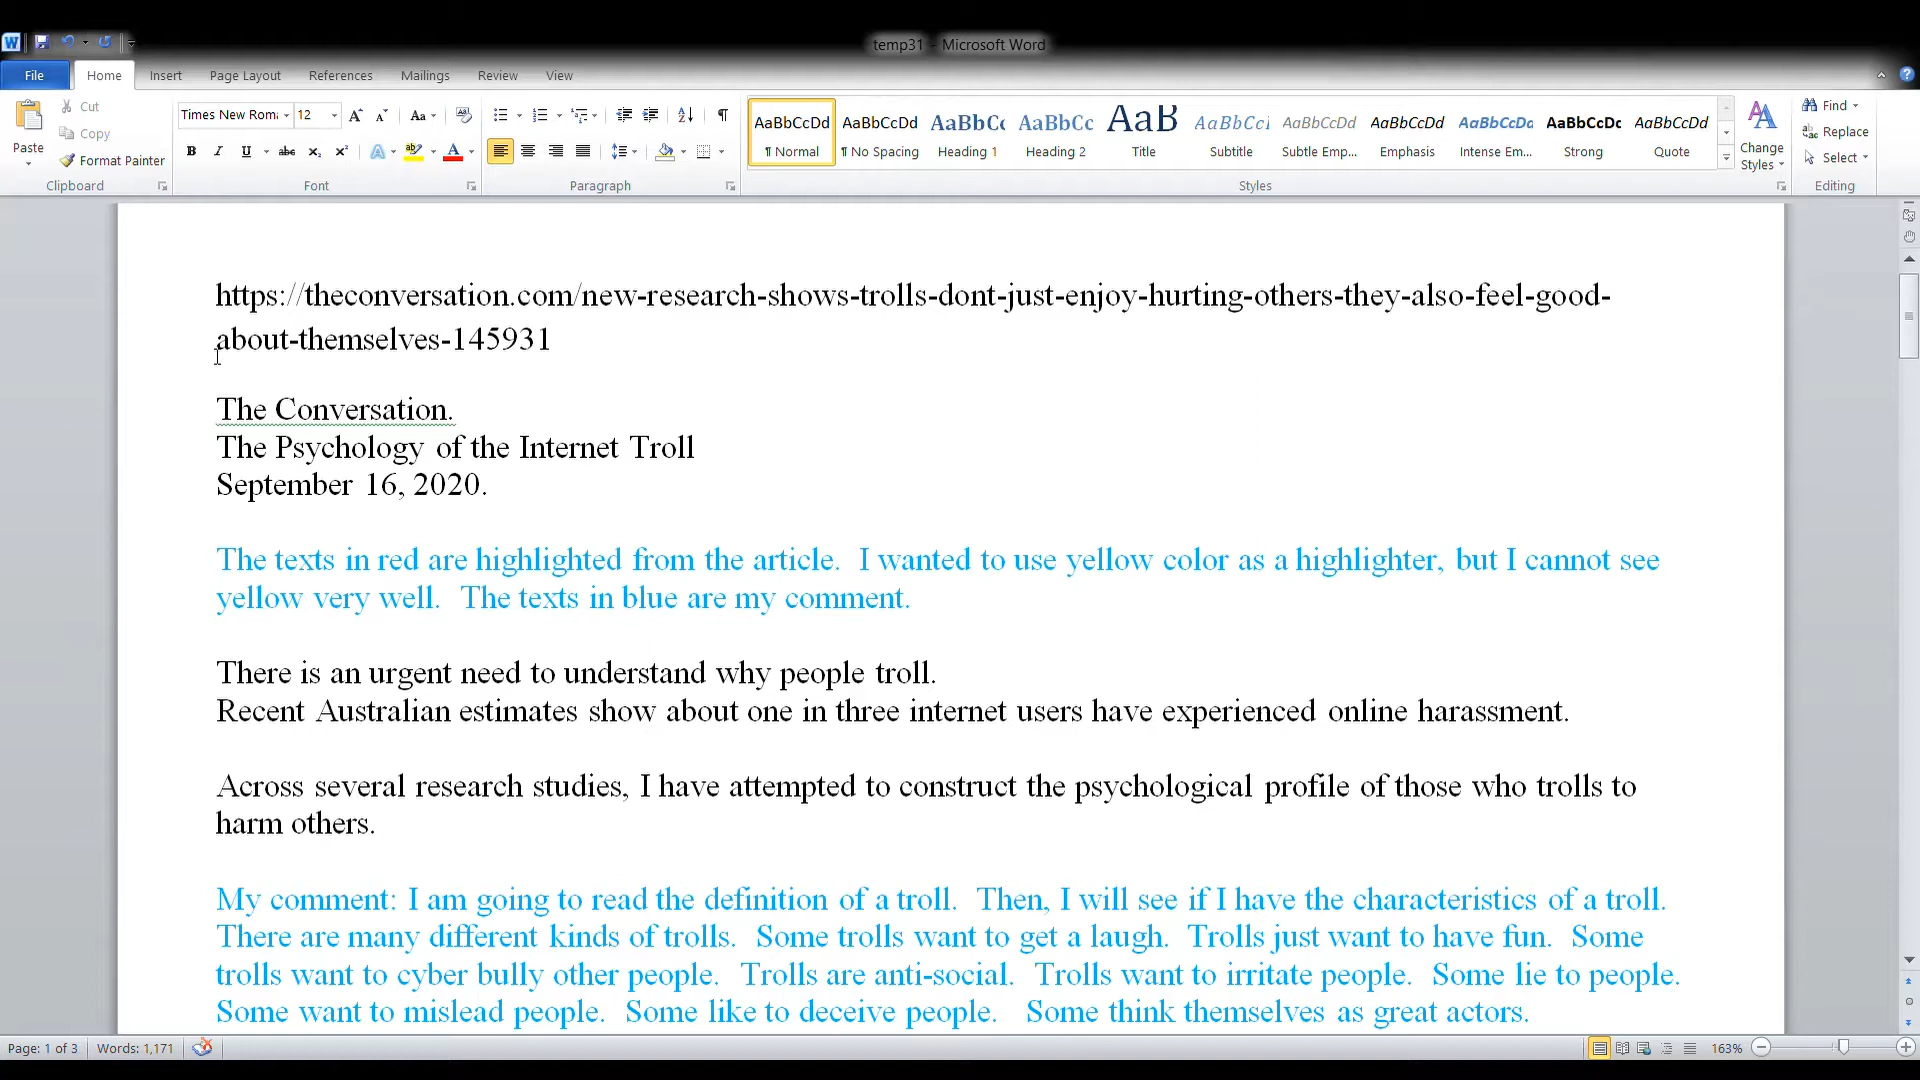 temp31 - Microsoft Word
File Home Insert Page Layout References Mailings Review View
Cut
Copy
Format Painter
Paste
Clipboard
Times New Rom 12
Font
Paragraph
AaBbCcDd AaBbCcDd AaBbCc AaBbCc AaB AaBbCcI AaBbCcDd AaBbCcDd AaBbCcDd AaBbCcDc AaBbCcDd
¶ Normal ¶ No Spacing Heading 1 Heading 2 Title Subtitle Subtle Emp... Emphasis Intense Em... Strong Quote
Styles
Change Styles
Find
Replace
Select
Editing
https://theconversation.com/new-research-shows-trolls-dont-just-enjoy-hurting-others-they-also-feel-good-
about-themselves-145931
The Conversation.
The Psychology of the Internet Troll
September 16, 2020.
The texts in red are highlighted from the article. I wanted to use yellow color as a highlighter, but I cannot see
yellow very well. The texts in blue are my comment.
There is an urgent need to understand why people troll.
Recent Australian estimates show about one in three internet users have experienced online harassment.
Across several research studies, I have attempted to construct the psychological profile of those who trolls to
harm others.
My comment: I am going to read the definition of a troll. Then, I will see if I have the characteristics of a troll.
There are many different kinds of trolls. Some trolls want to get a laugh. Trolls just want to have fun. Some
trolls want to cyber bully other people. Trolls are anti-social. Trolls want to irritate people. Some lie to people.
Some want to mislead people. Some like to deceive people. Some think themselves as great actors.
Page: 1 of 3 Words: 1,171 163%